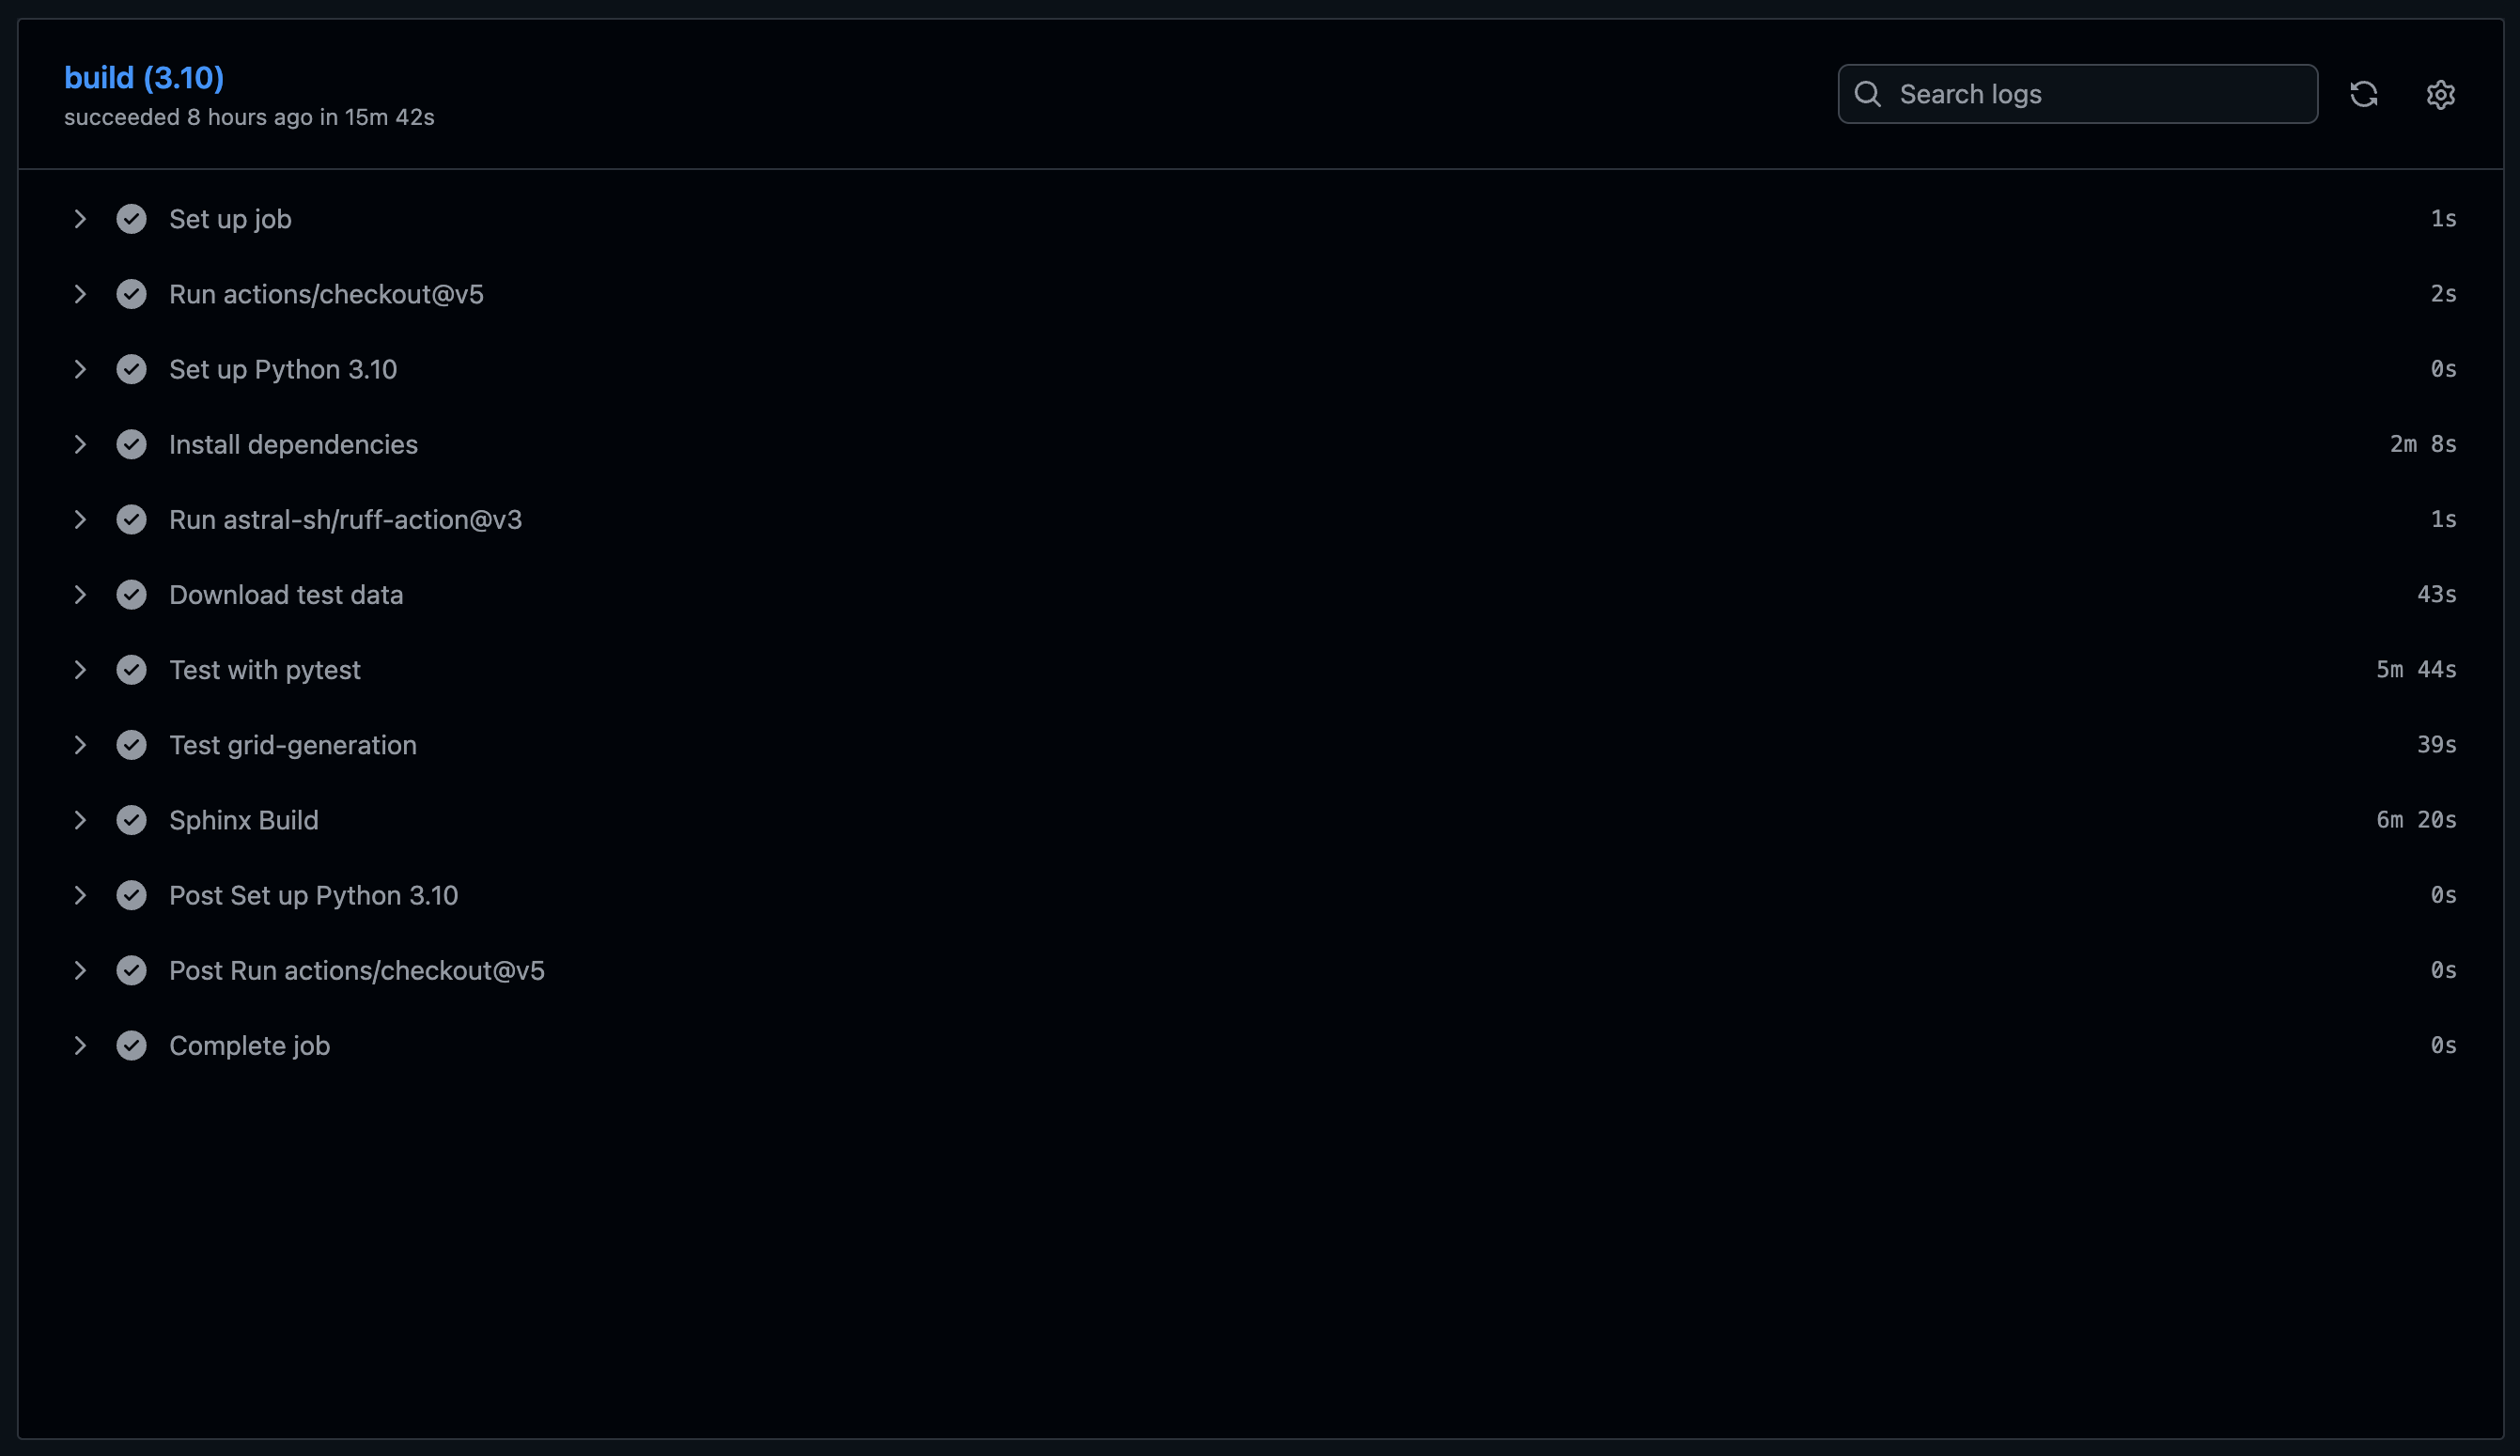 build (3.10)
succeeded 8 hours ago in 15m 42s
Search logs
Set up job 1s
Run actions/checkout@v5 2s
Set up Python 3.10 0s
Install dependencies 2m 8s
Run astral-sh/ruff-action@v3 1s
Download test data 43s
Test with pytest 5m 44s
Test grid-generation 39s
Sphinx Build 6m 20s
Post Set up Python 3.10 0s
Post Run actions/checkout@v5 0s
Complete job 0s